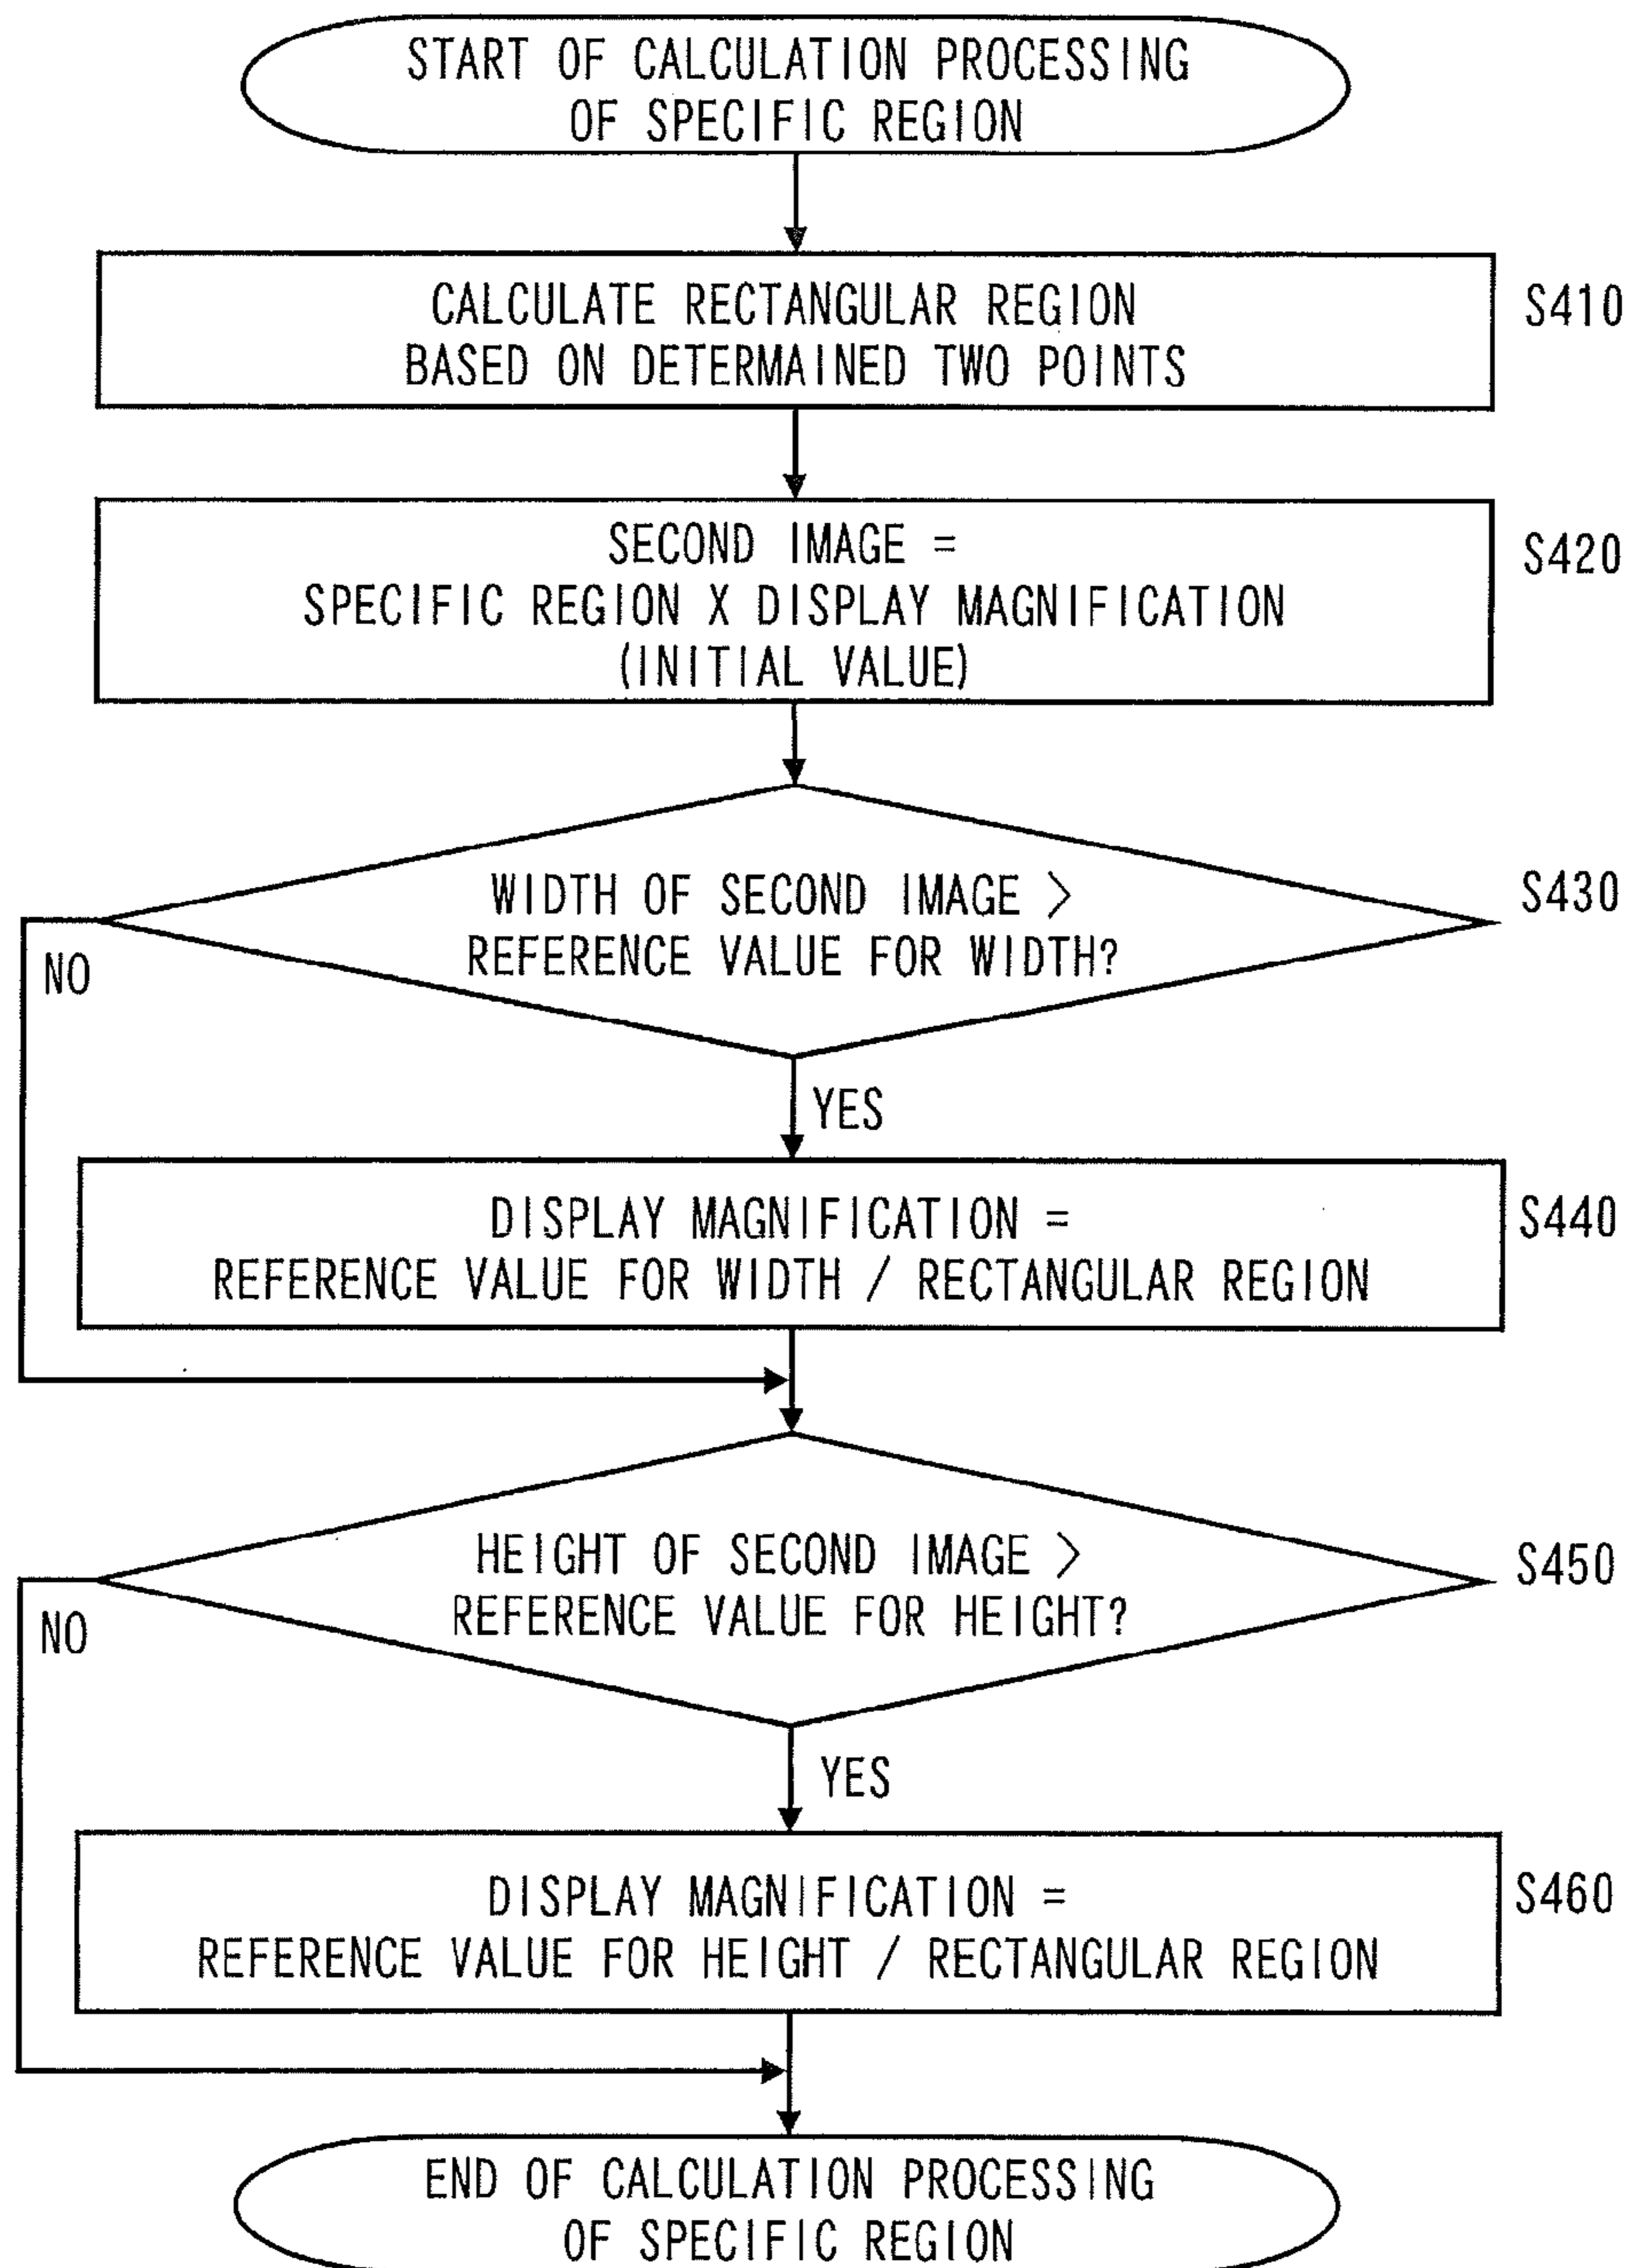 START OF CALCULATION PROCESSING
OF SPECIFIC REGION
CALCULATE RECTANGULAR REGION
BASED ON DETERMAINED TWO POINTS
S410
SECOND IMAGE =
SPECIFIC REGION X DISPLAY MAGNIFICATION
(INITIAL VALUE)
S420
WIDTH OF SECOND IMAGE >
REFERENCE VALUE FOR WIDTH?
S430
NO
YES
DISPLAY MAGNIFICATION =
REFERENCE VALUE FOR WIDTH / RECTANGULAR REGION
S440
HEIGHT OF SECOND IMAGE >
REFERENCE VALUE FOR HEIGHT?
S450
NO
YES
DISPLAY MAGNIFICATION =
REFERENCE VALUE FOR HEIGHT / RECTANGULAR REGION
S460
END OF CALCULATION PROCESSING
OF SPECIFIC REGION